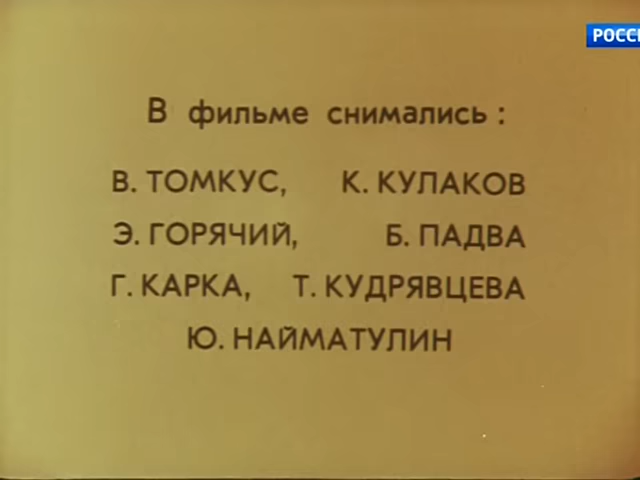 РОССИ
В фильме снимались:
В. ТОМКУС, К. КУЛАКОВ
Э. ГОРЯЧИЙ, Б. ПАДВА
Г. КАРКА, Т. КУДРЯВЦЕВА
Ю. НАЙМАТУЛИН